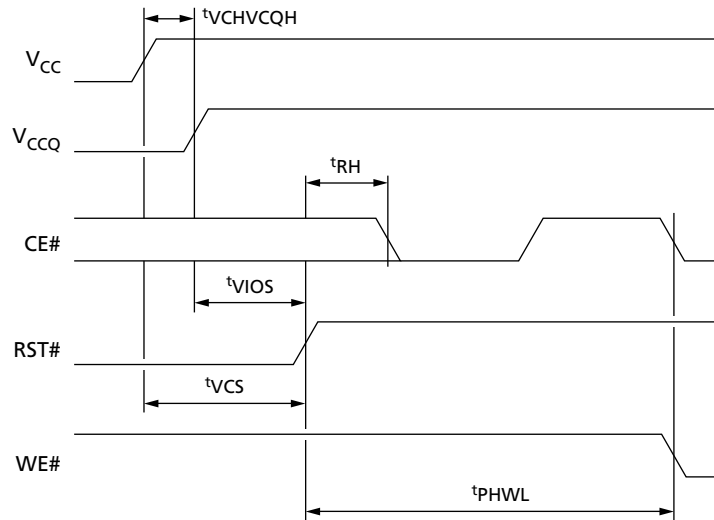 tVCHVCQH
VCC
VCCQ
tRH
CE#
tVIOS
RST#
tVCS
WE#
tPHWL